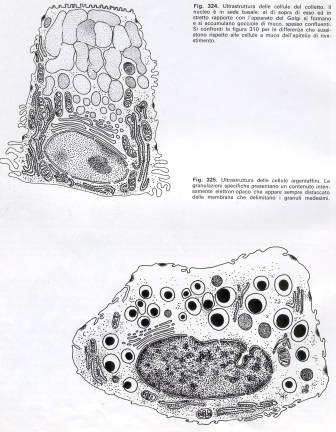 Fig. 324. Ultrastruttura delle cellule del colletto. Il
nucleo è in sede basale; al di sopra di esso ed in
stretto rapporto con l'apparato del Golgi si formano
e si accumulano gocciole di muco, spesso confluenti.
Si confronti la figura 310 per le differenze che sussi-
stono rispetto alle cellule a muco dell'epitelio di rive-
stimento.
Fig. 325. Ultrastruttura delle cellule argentaffini. Le
granulazioni specifiche presentano un contenuto inten-
samente elettron-opaco che appare sempre distaccato
dalle membrane che delimitano i granuli medesimi.